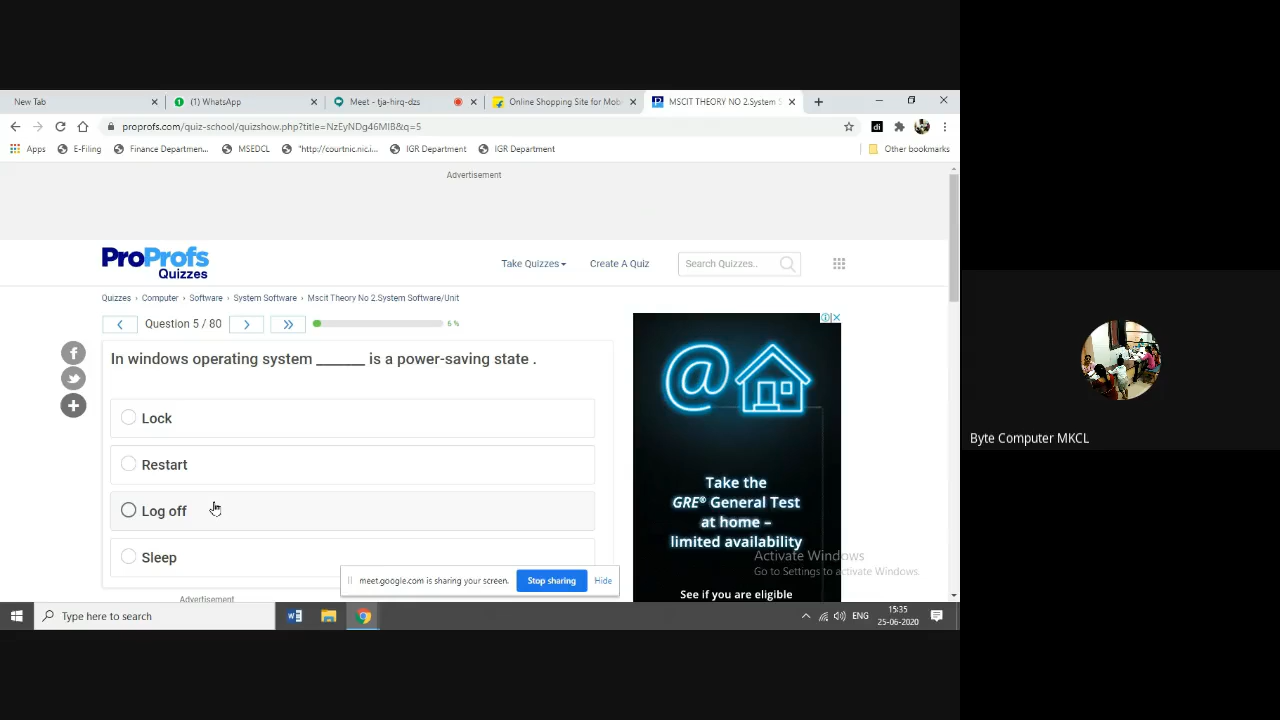 New Tab
(1) WhatsApp
Meet - tja-hirq-dzs
Online Shopping Site for Mobi
MSCIT THEORY NO 2.System S
proprofs.com/quiz-school/quizshow.php?title=NzEyNDg46MIB&q=5
di
Apps
E-Filing
Finance Departmen...
MSEDCL
"http://courtnic.nic.i...
IGR Department
IGR Department
Other bookmarks
Advertisement
ProProfs
Quizzes
Take Quizzes
Create A Quiz
Search Quizzes..
Quizzes › Computer › Software › System Software › Mscit Theory No 2.System Software/Unit
Question 5 / 80
6 %
In windows operating system _______ is a power-saving state .
Lock
Restart
Log off
Sleep
Take the
GRE® General Test
at home –
limited availability
See if you are eligible
Activate Windows
Go to Settings to activate Windows.
meet.google.com is sharing your screen.
Stop sharing
Hide
Advertisement
Type here to search
ENG
15:35
25-06-2020
Byte Computer MKCL